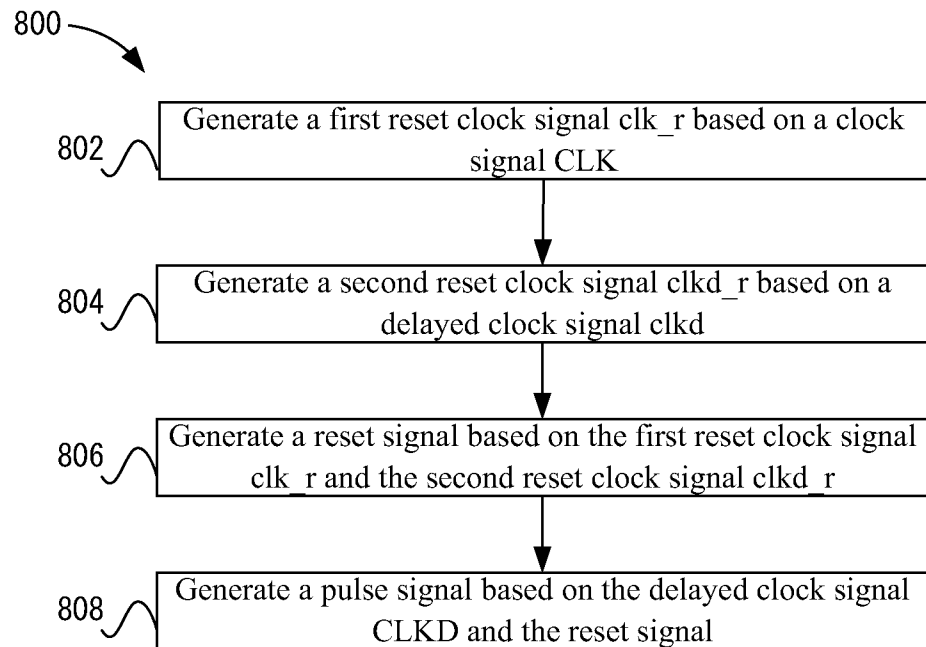 800
802
Generate a first reset clock signal clk_r based on a clock
signal CLK
804
Generate a second reset clock signal clkd_r based on a
delayed clock signal clkd
806
Generate a reset signal based on the first reset clock signal
clk_r and the second reset clock signal clkd_r
808
Generate a pulse signal based on the delayed clock signal
CLKD and the reset signal